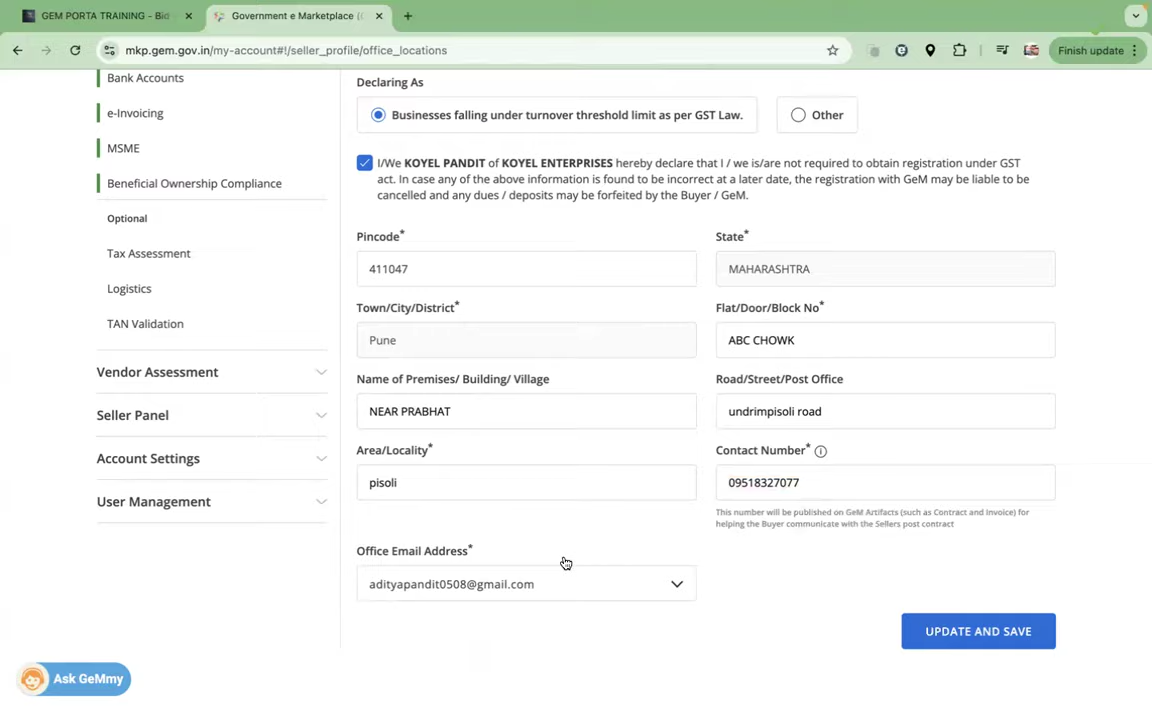 GEM PORTA TRAINING - Bid
Government e Marketplace (
mkp.gem.gov.in/my-account#!/seller_profile/office_locations
Finish update
Bank Accounts
e-Invoicing
MSME
Beneficial Ownership Compliance
Optional
Tax Assessment
Logistics
TAN Validation
Vendor Assessment
Seller Panel
Account Settings
User Management
Ask GeMmy
Declaring As
Businesses falling under turnover threshold limit as per GST Law.
Other
I/We KOYEL PANDIT of KOYEL ENTERPRISES hereby declare that I / we is/are not required to obtain registration under GST
act. In case any of the above information is found to be incorrect at a later date, the registration with GeM may be liable to be
cancelled and any dues / deposits may be forfeited by the Buyer / GeM.
Pincode*
State*
411047
MAHARASHTRA
Town/City/District*
Flat/Door/Block No*
Pune
ABC CHOWK
Name of Premises/ Building/ Village
Road/Street/Post Office
NEAR PRABHAT
undrimpisoli road
Area/Locality*
Contact Number*
pisoli
09518327077
This number will be published on GeM Artifacts (such as Contract and Invoice) for
helping the Buyer communicate with the Sellers post contract
Office Email Address*
adityapandit0508@gmail.com
UPDATE AND SAVE